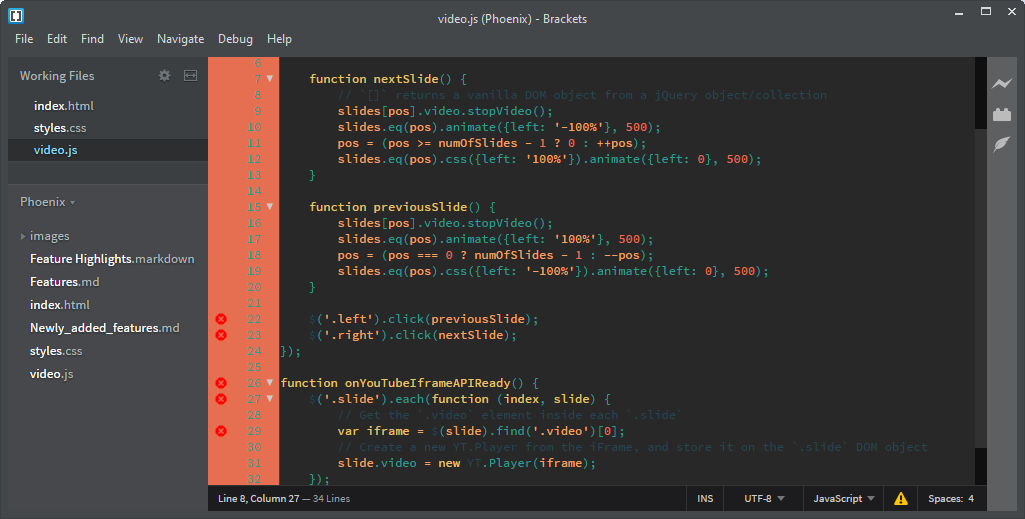 video.js (Phoenix) - Brackets
File Edit Find View Navigate Debug Help
Working Files
index.html
styles.css
video.js
Phoenix
images
Feature Highlights.markdown
Features.md
index.html
Newly_added_features.md
styles.css
video.js
6
7 function nextSlide() {
8 // `[]` returns a vanilla DOM object from a jQuery object/collection
9 slides[pos].video.stopVideo();
10 slides.eq(pos).animate({left: '-100%'}, 500);
11 pos = (pos >= numOfSlides - 1 ? 0 : ++pos);
12 slides.eq(pos).css({left: '100%'}).animate({left: 0}, 500);
13 }
14
15 function previousSlide() {
16 slides[pos].video.stopVideo();
17 slides.eq(pos).animate({left: '100%'}, 500);
18 pos = (pos === 0 ? numOfSlides - 1 : --pos);
19 slides.eq(pos).css({left: '-100%'}).animate({left: 0}, 500);
20 }
21
22 $('.left').click(previousSlide);
23 $('.right').click(nextSlide);
24 });
25
26 function onYouTubeIframeAPIReady() {
27 $('.slide').each(function (index, slide) {
28 // Get the `.video` element inside each `.slide`
29 var iframe = $(slide).find('.video')[0];
30 // Create a new YT.Player from the iFrame, and store it on the `.slide` DOM object
31 slide.video = new YT.Player(iframe);
32 });
Line 8, Column 27 — 34 Lines INS UTF-8 JavaScript Spaces: 4